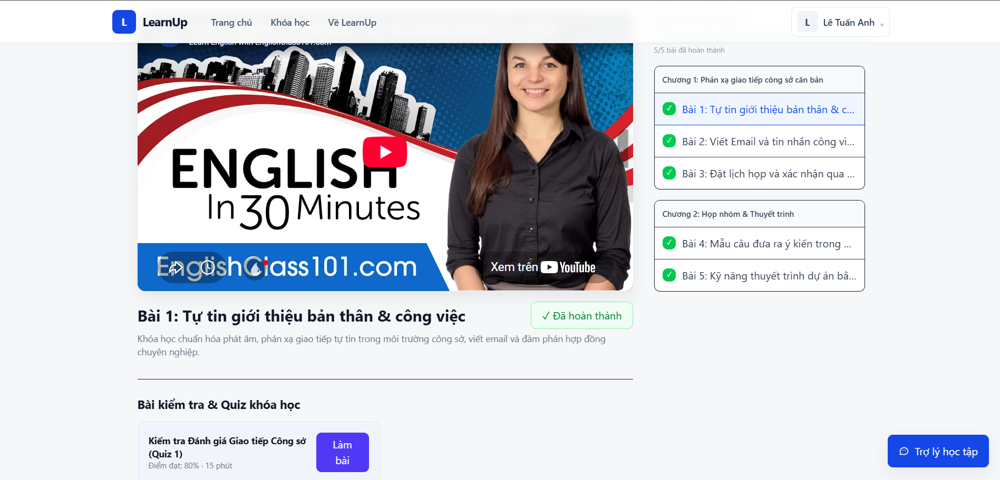 L LearnUp Trang chủ Khóa học Về LearnUp L Lê Tuấn Anh
Learn English with EnglishClass101.com
ENGLISH
In 30 Minutes
EnglishClass101.com
Xem trên YouTube
Bài 1: Tự tin giới thiệu bản thân & công việc
✓ Đã hoàn thành
Khóa học chuẩn hóa phát âm, phản xạ giao tiếp tự tin trong môi trường công sở, viết email và đàm phán hợp đồng
chuyên nghiệp.
Bài kiểm tra & Quiz khóa học
Kiểm tra Đánh giá Giao tiếp Công sở
(Quiz 1)
Điểm đạt: 80% · 15 phút
Làm
bài
5/5 bài đã hoàn thành
Chương 1: Phản xạ giao tiếp công sở căn bản
Bài 1: Tự tin giới thiệu bản thân & c...
Bài 2: Viết Email và tin nhắn công vi...
Bài 3: Đặt lịch họp và xác nhận qua ...
Chương 2: Họp nhóm & Thuyết trình
Bài 4: Mẫu câu đưa ra ý kiến trong ...
Bài 5: Kỹ năng thuyết trình dự án bằ...
Trợ lý học tập